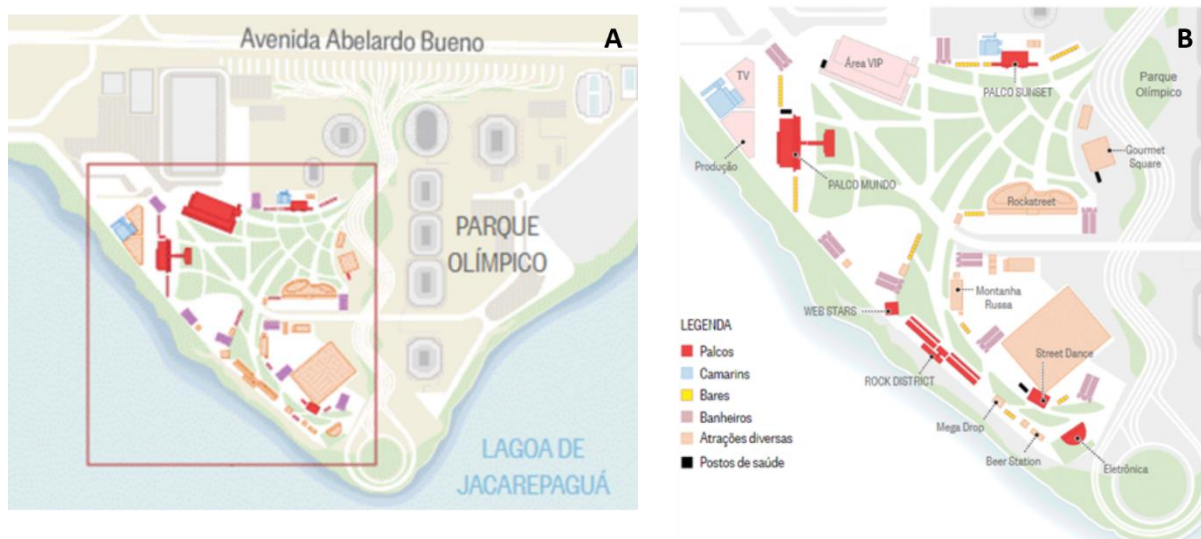 Avenida Abelardo Bueno
A
PARQUE
OLÍMPICO
LAGOA DE
JACAREPAGUÁ
B
TV
Área VIP
PALCO SUNSET
Parque
Olímpico
Produção
PALCO MUNDO
Gourmet
Square
Rockstreet
Montanha
Russa
WEB STARS
ROCK DISTRICT
Street Dance
Mega Drop
Beer Station
Eletrônica
LEGENDA
Palcos
Camarins
Bares
Banheiros
Atrações diversas
Postos de saúde